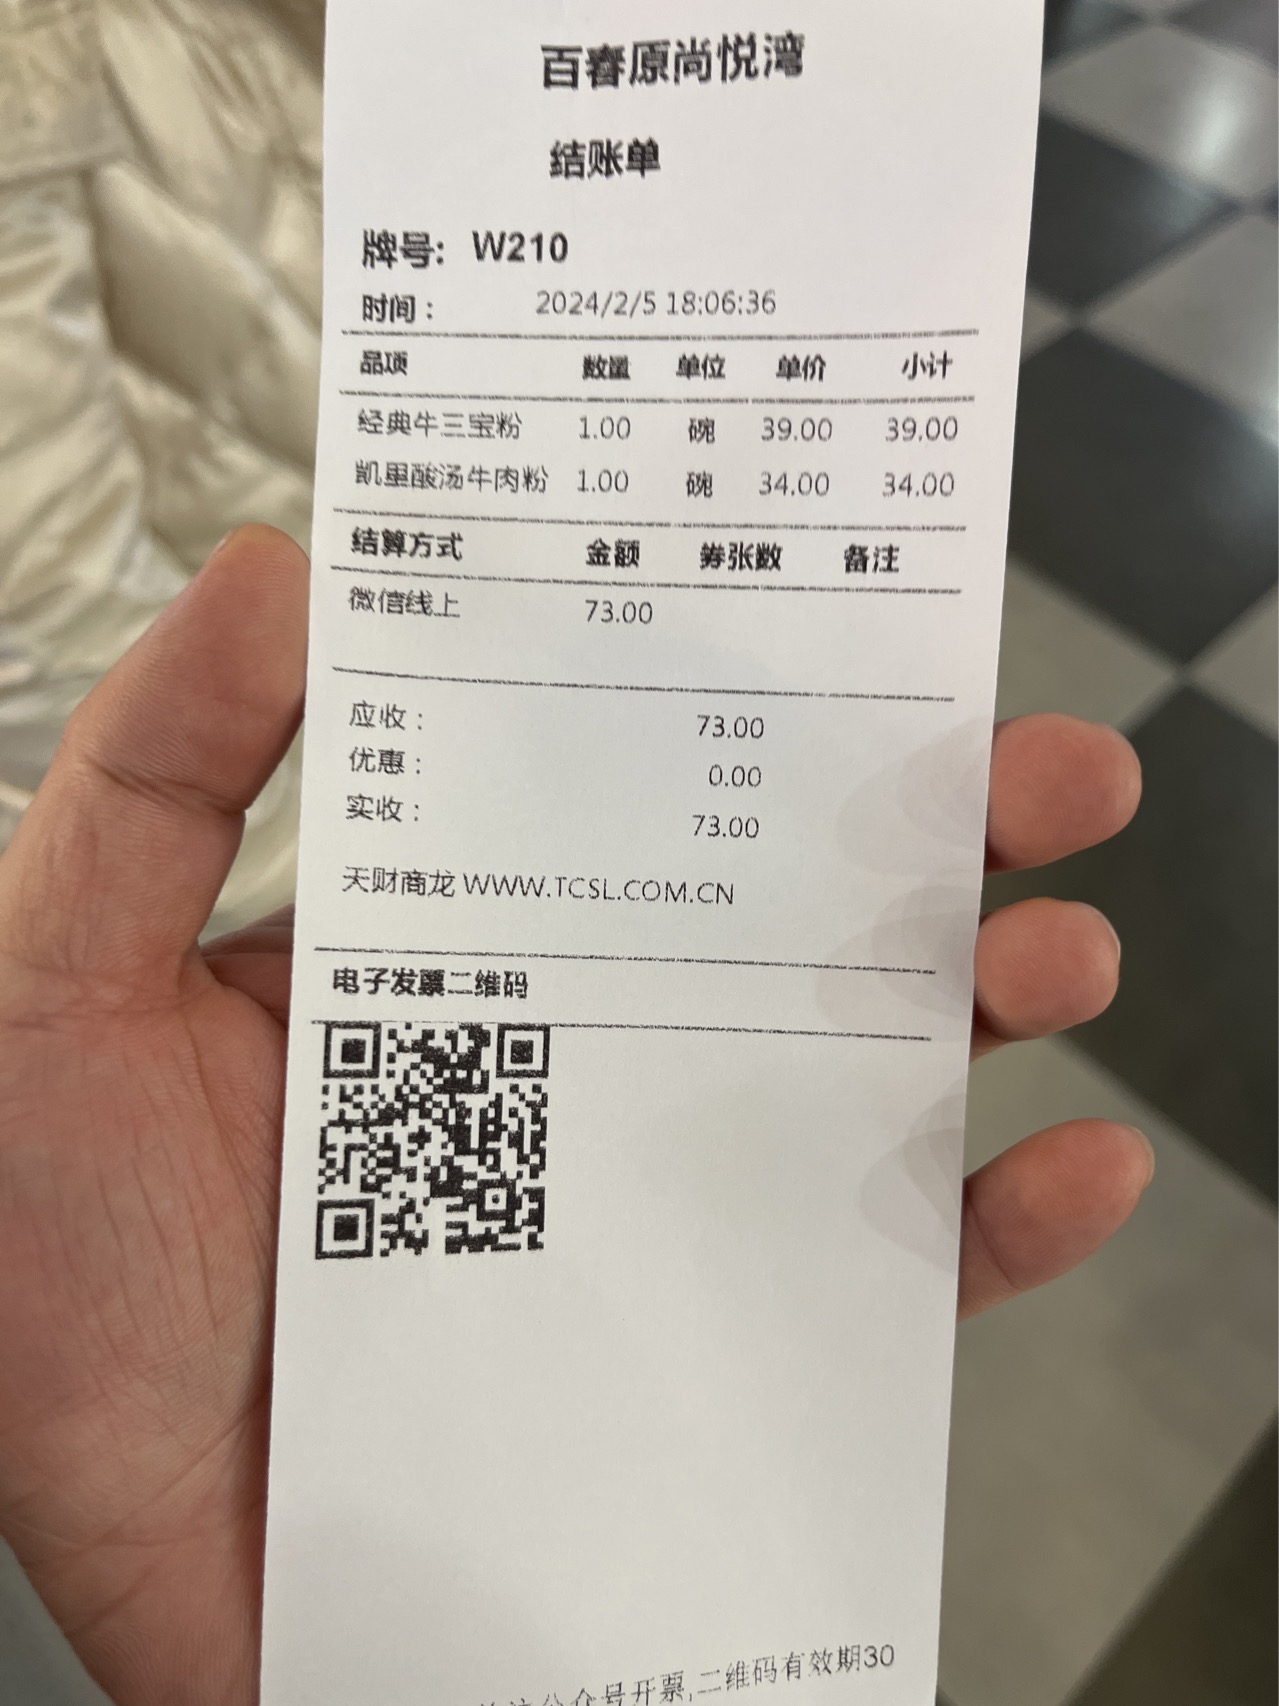 百春原尚悦湾
结账单
牌号: W210
时间： 2024/2/5 18:06:36
品项 数量 单位 单价 小计
经典牛三宝粉 1.00 碗 39.00 39.00
凯里酸汤牛肉粉 1.00 碗 34.00 34.00
结算方式 金额 券张数 备注
微信线上 73.00
应收： 73.00
优惠： 0.00
实收： 73.00
天财商龙 WWW.TCSL.COM.CN
电子发票二维码
公众号开票,二维码有效期30